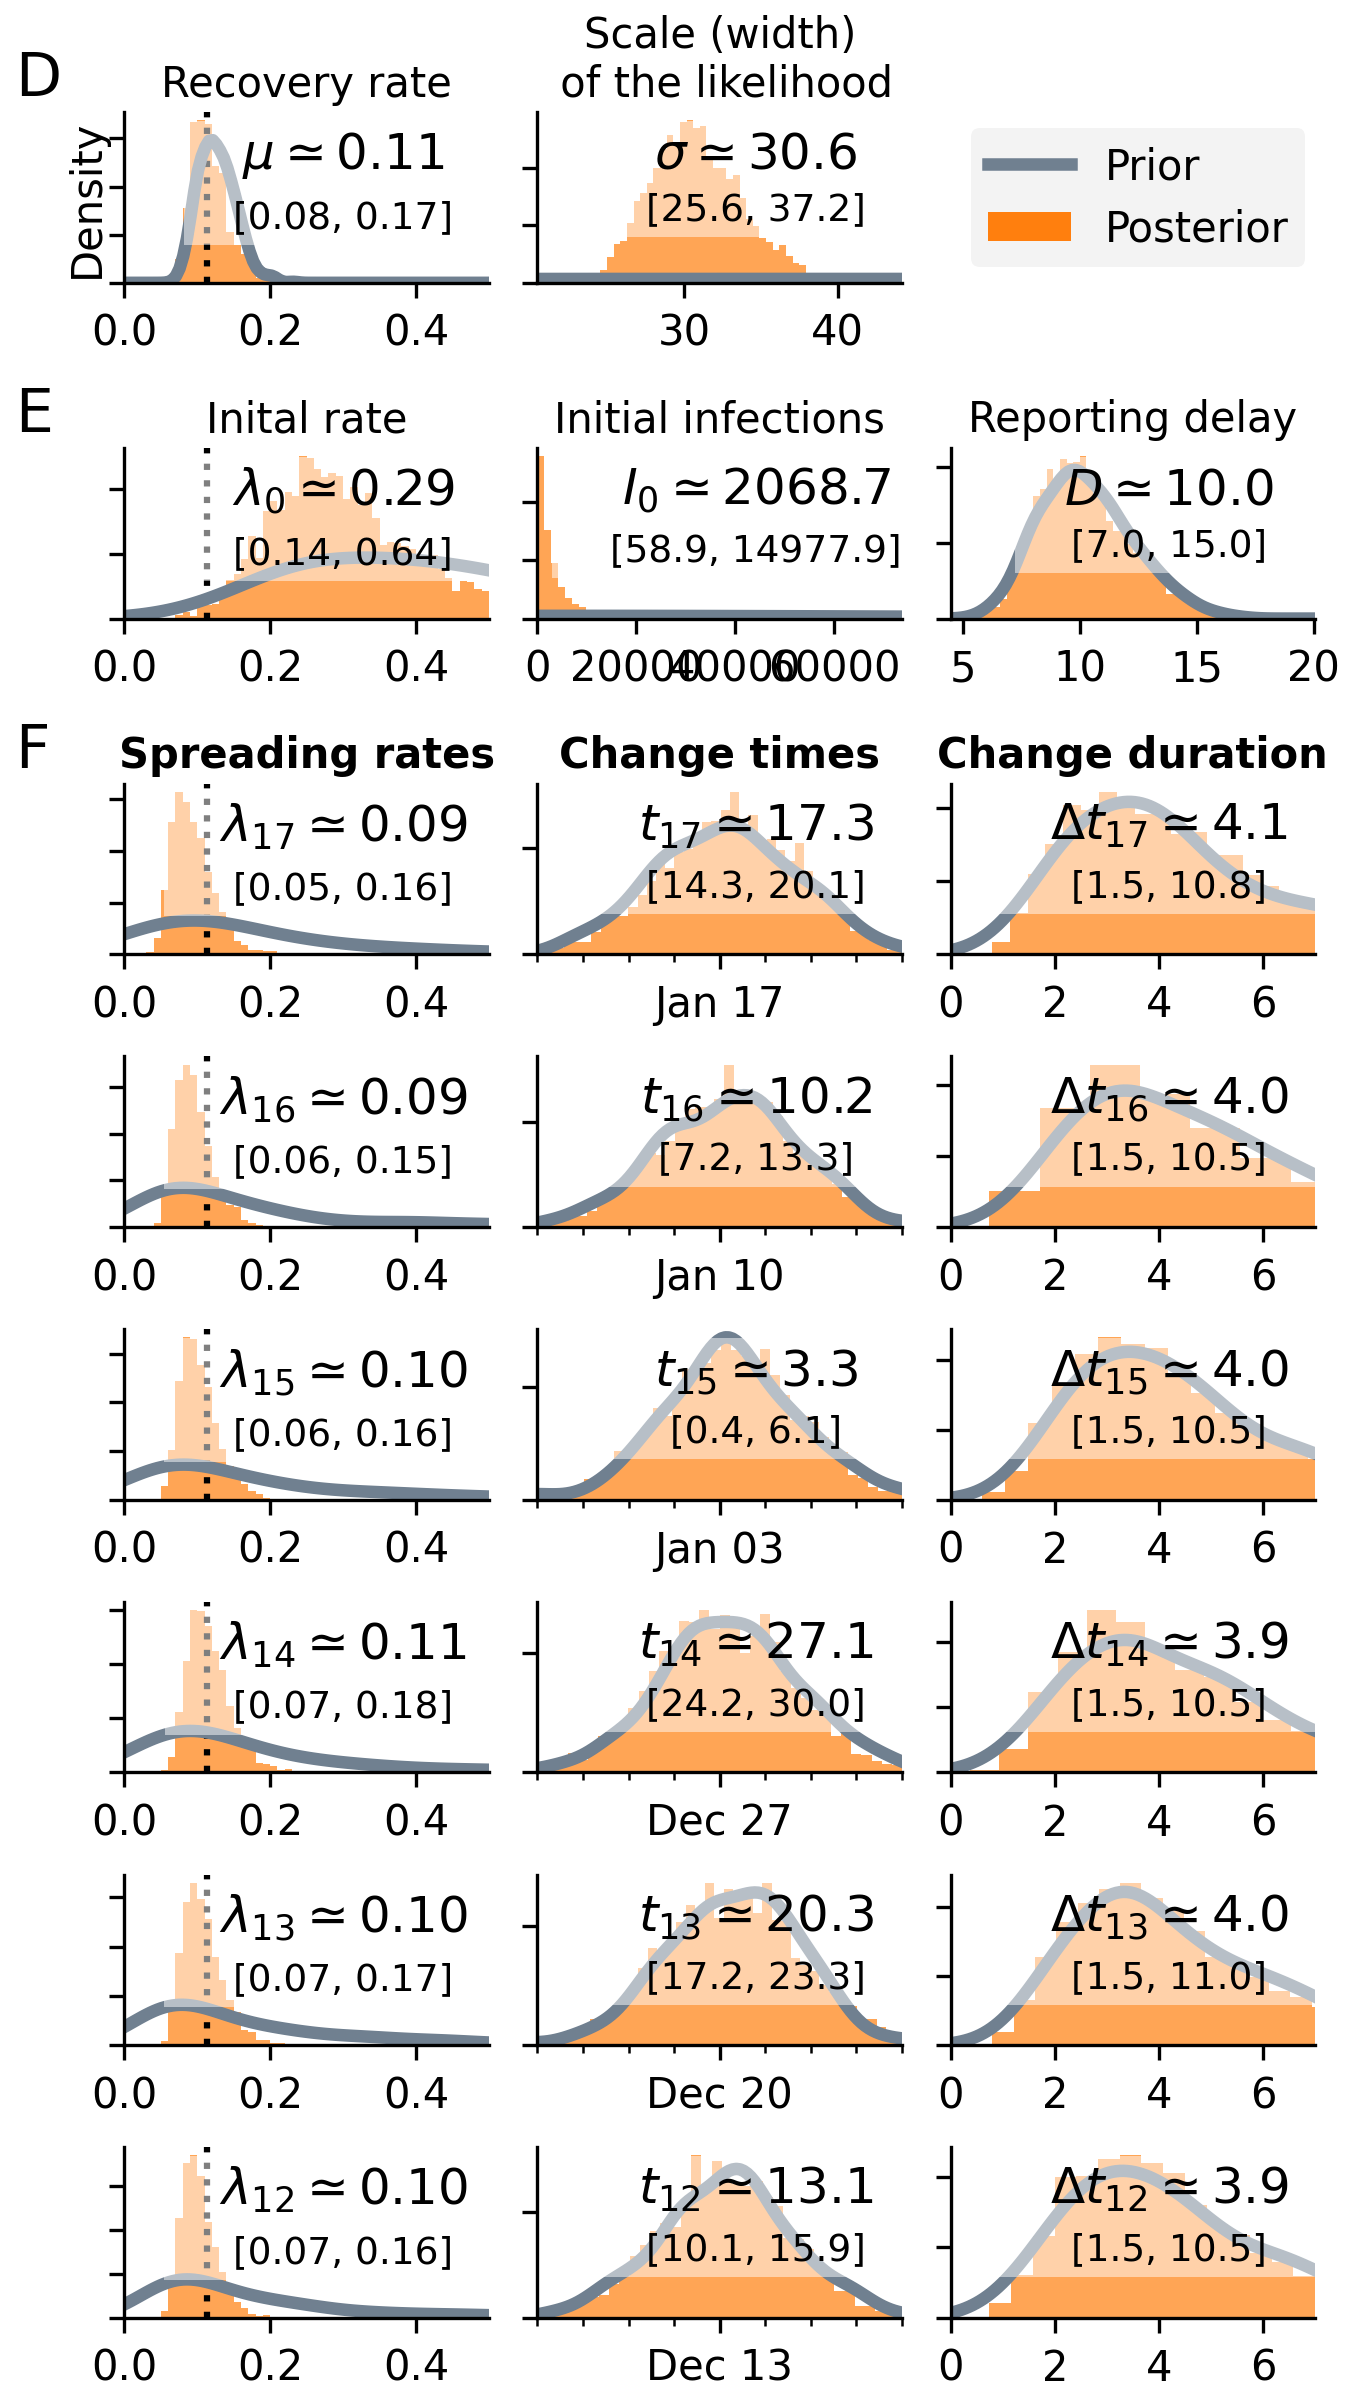 D
Recovery rate
Scale (width)
of the likelihood
Density
μ ≃ 0.11
[0.08, 0.17]
σ ≃ 30.6
[25.6, 37.2]
Prior
Posterior
0.0 0.2 0.4
30 40
E
Inital rate
Initial infections
Reporting delay
λ0 ≃ 0.29
[0.14, 0.64]
I0 ≃ 2068.7
[58.9, 14977.9]
D ≃ 10.0
[7.0, 15.0]
0.0 0.2 0.4
0 20000 40000 60000
5 10 15 20
F
Spreading rates
Change times
Change duration
λ17 ≃ 0.09
[0.05, 0.16]
t17 ≃ 17.3
[14.3, 20.1]
Δt17 ≃ 4.1
[1.5, 10.8]
0.0 0.2 0.4
Jan 17
0 2 4 6
λ16 ≃ 0.09
[0.06, 0.15]
t16 ≃ 10.2
[7.2, 13.3]
Δt16 ≃ 4.0
[1.5, 10.5]
0.0 0.2 0.4
Jan 10
0 2 4 6
λ15 ≃ 0.10
[0.06, 0.16]
t15 ≃ 3.3
[0.4, 6.1]
Δt15 ≃ 4.0
[1.5, 10.5]
0.0 0.2 0.4
Jan 03
0 2 4 6
λ14 ≃ 0.11
[0.07, 0.18]
t14 ≃ 27.1
[24.2, 30.0]
Δt14 ≃ 3.9
[1.5, 10.5]
0.0 0.2 0.4
Dec 27
0 2 4 6
λ13 ≃ 0.10
[0.07, 0.17]
t13 ≃ 20.3
[17.2, 23.3]
Δt13 ≃ 4.0
[1.5, 11.0]
0.0 0.2 0.4
Dec 20
0 2 4 6
λ12 ≃ 0.10
[0.07, 0.16]
t12 ≃ 13.1
[10.1, 15.9]
Δt12 ≃ 3.9
[1.5, 10.5]
0.0 0.2 0.4
Dec 13
0 2 4 6